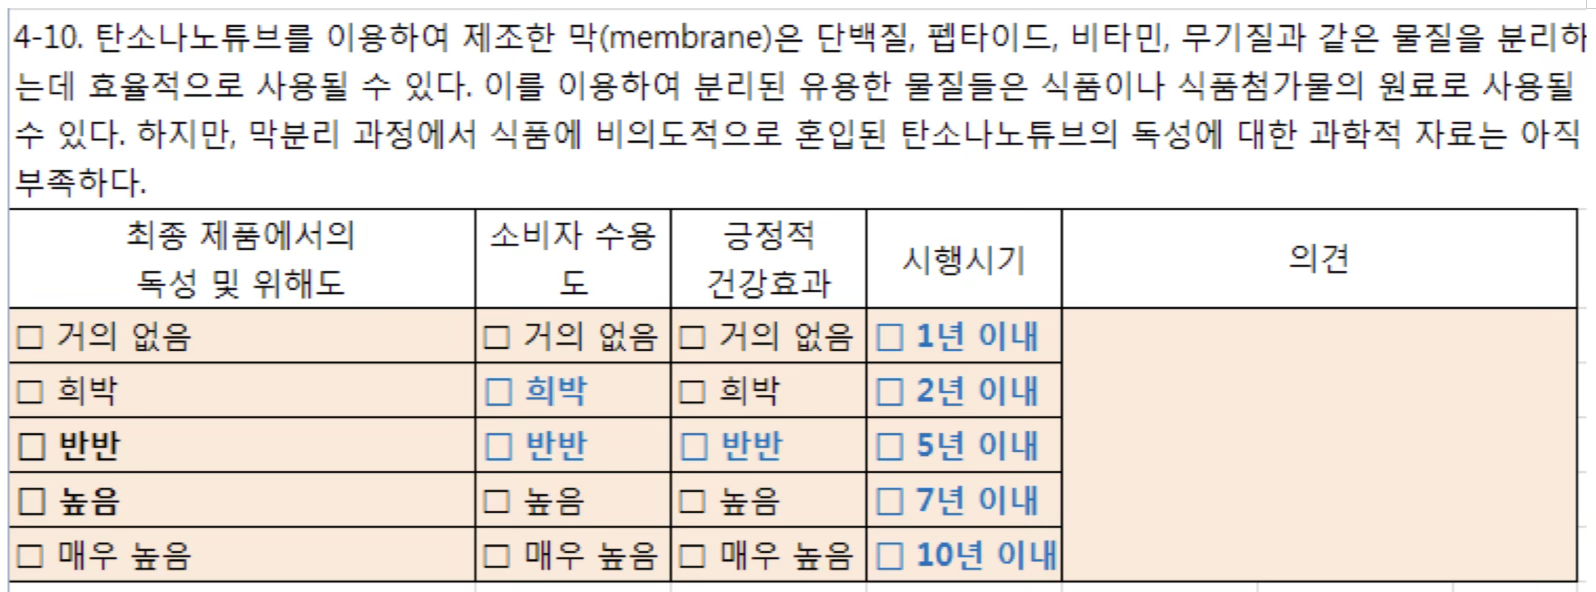 4-10. 탄소나노튜브를 이용하여 제조한 막(membrane)은 단백질, 펩타이드, 비타민, 무기질과 같은 물질을 분리하
는데 효율적으로 사용될 수 있다. 이를 이용하여 분리된 유용한 물질들은 식품이나 식품첨가물의 원료로 사용될
수 있다. 하지만, 막분리 과정에서 식품에 비의도적으로 혼입된 탄소나노튜브의 독성에 대한 과학적 자료는 아직
부족하다.
최종 제품에서의
독성 및 위해도
소비자 수용
도
긍정적
건강효과
시행시기
의견
□ 거의 없음 □ 거의 없음 □ 거의 없음 □ 1년 이내
□ 희박 □ 희박 □ 희박 □ 2년 이내
□ 반반 □ 반반 □ 반반 □ 5년 이내
□ 높음 □ 높음 □ 높음 □ 7년 이내
□ 매우 높음 □ 매우 높음 □ 매우 높음 □ 10년 이내